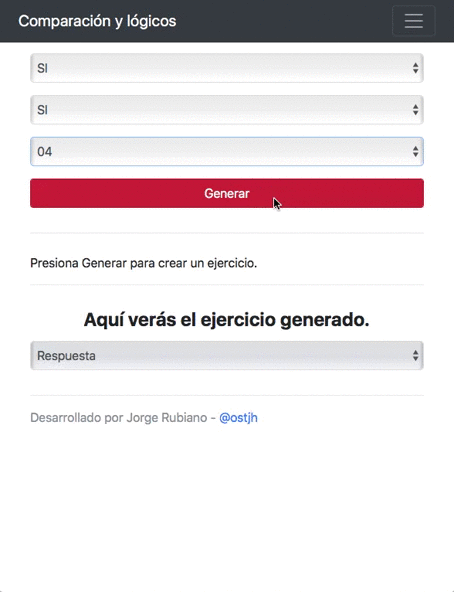 Comparación y lógicos
SI
SI
04
Generar
Presiona Generar para crear un ejercicio.
Aquí verás el ejercicio generado.
Respuesta
Desarrollado por Jorge Rubiano - @ostjh